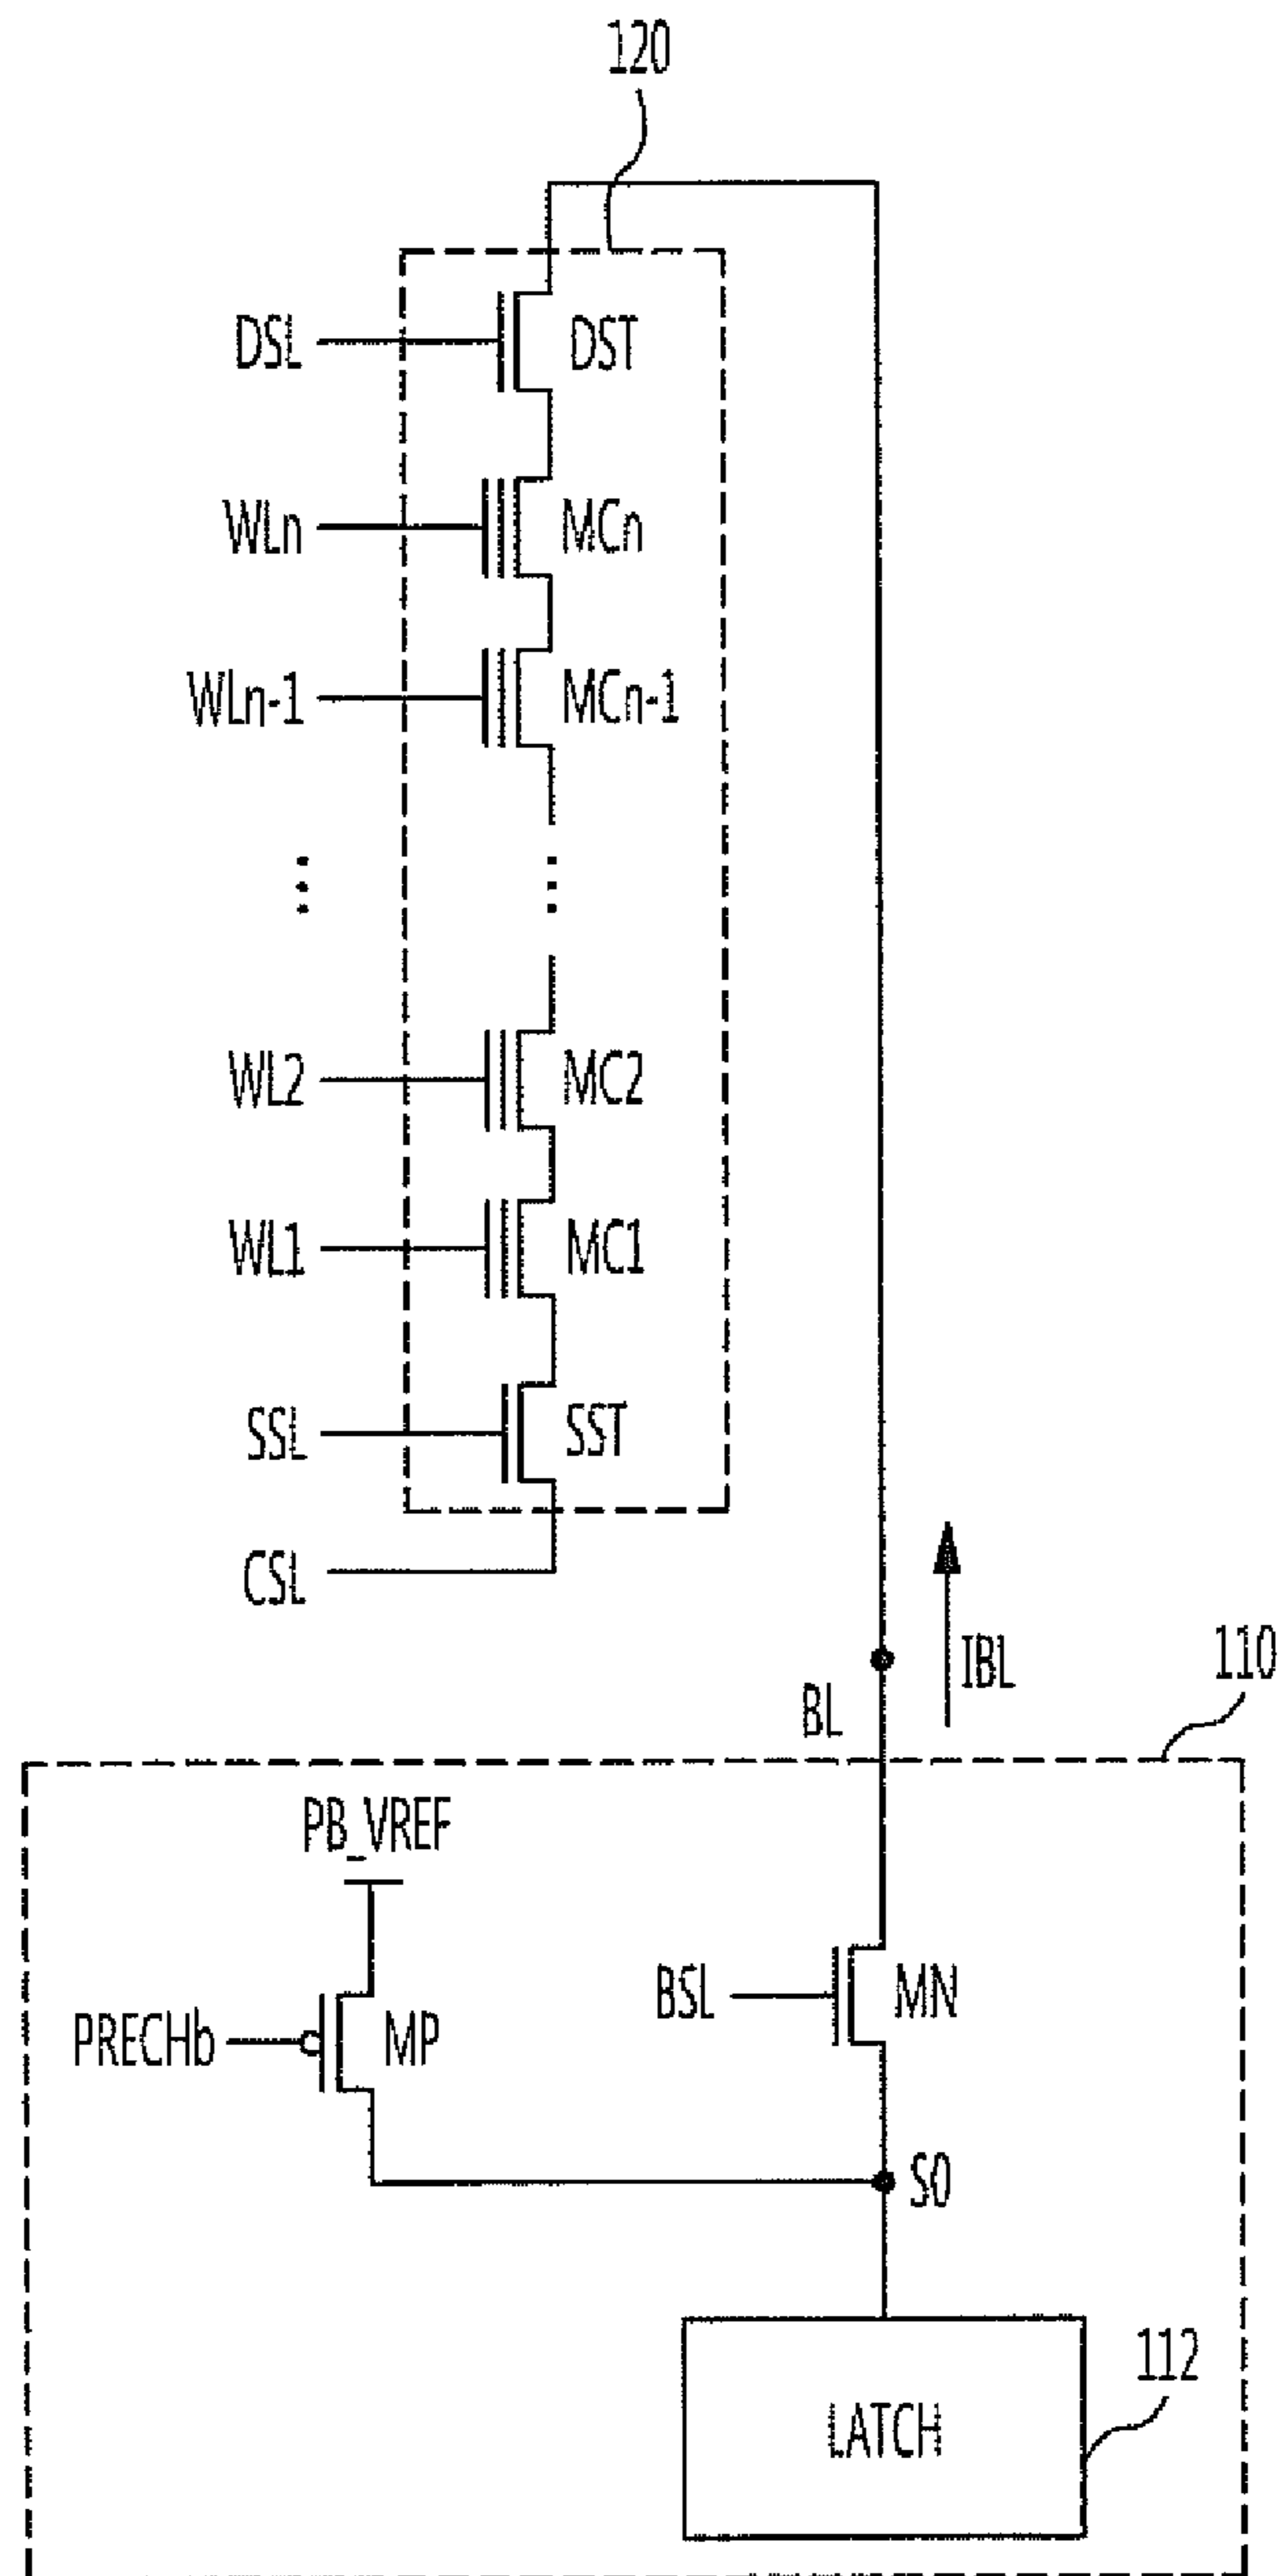 120
DSL DST
WLn MCn
WLn-1 MCn-1
WL2 MC2
WL1 MC1
SSL SST
CSL
IBL
BL
110
PB_VREF
BSL MN
PRECHb MP
SO
112
LATCH